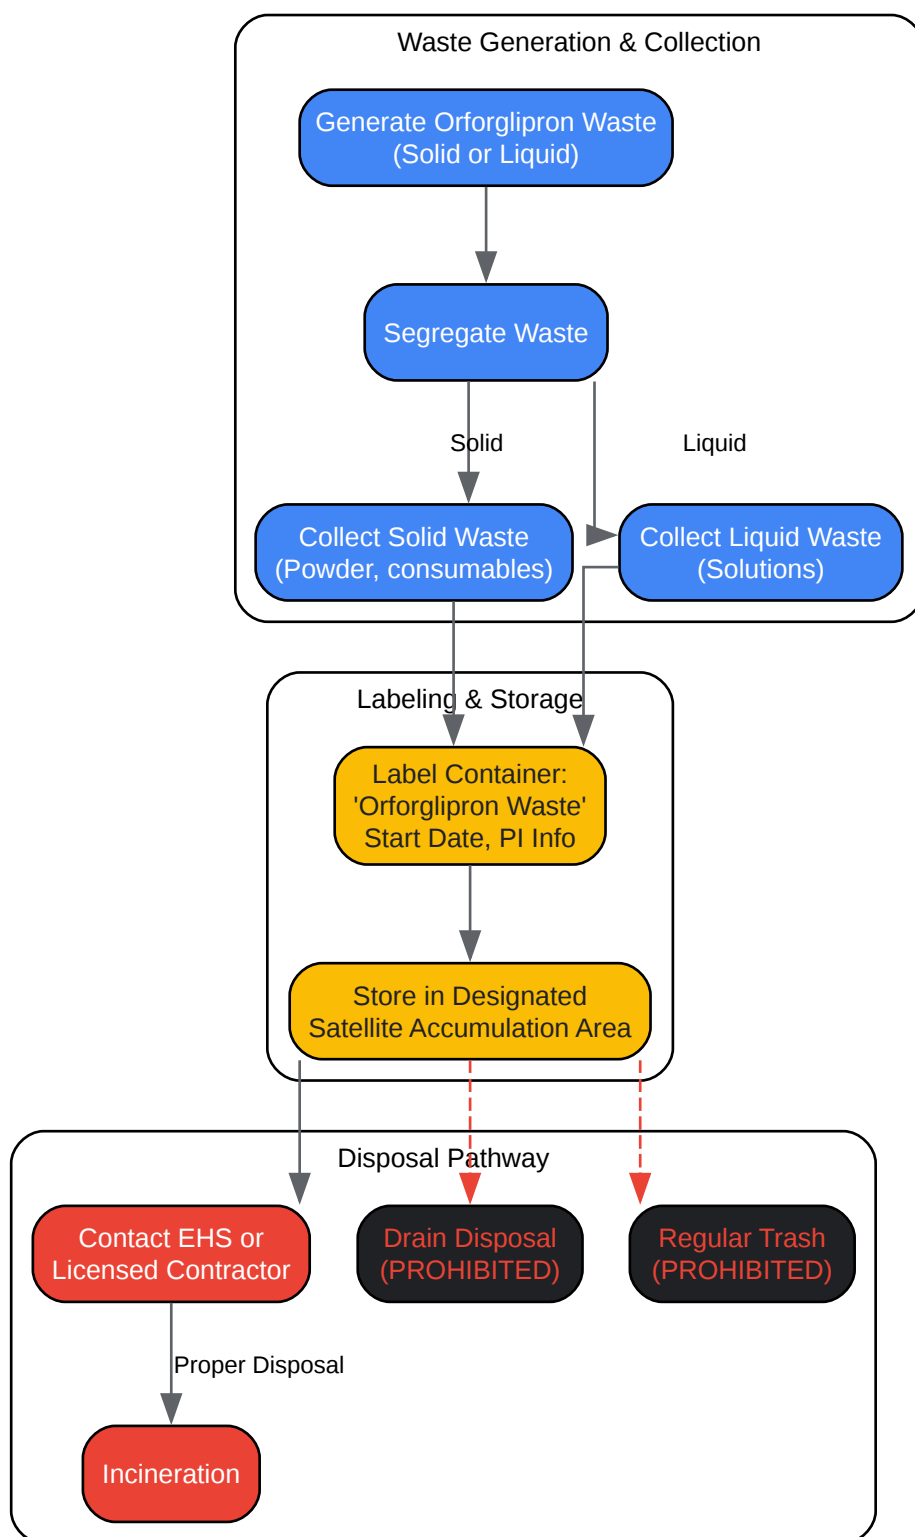 Waste Generation & Collection
Generate Orforglipron Waste
(Solid or Liquid)
Segregate Waste
Solid
Liquid
Collect Solid Waste
(Powder, consumables)
Collect Liquid Waste
(Solutions)
Labeling & Storage
Label Container:
'Orforglipron Waste'
Start Date, PI Info
Store in Designated
Satellite Accumulation Area
Disposal Pathway
Contact EHS or
Licensed Contractor
Drain Disposal
(PROHIBITED)
Regular Trash
(PROHIBITED)
Proper Disposal
Incineration